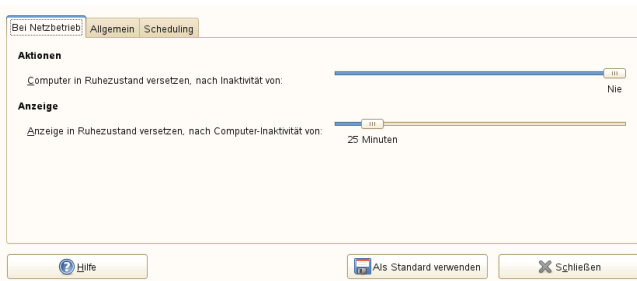 Bei Netzbetrieb Allgemein Scheduling
Aktionen
Computer in Ruhezustand versetzen, nach Inaktivität von:
Nie
Anzeige
Anzeige in Ruhezustand versetzen, nach Computer-Inaktivität von:
25 Minuten
Hilfe Als Standard verwenden Schließen